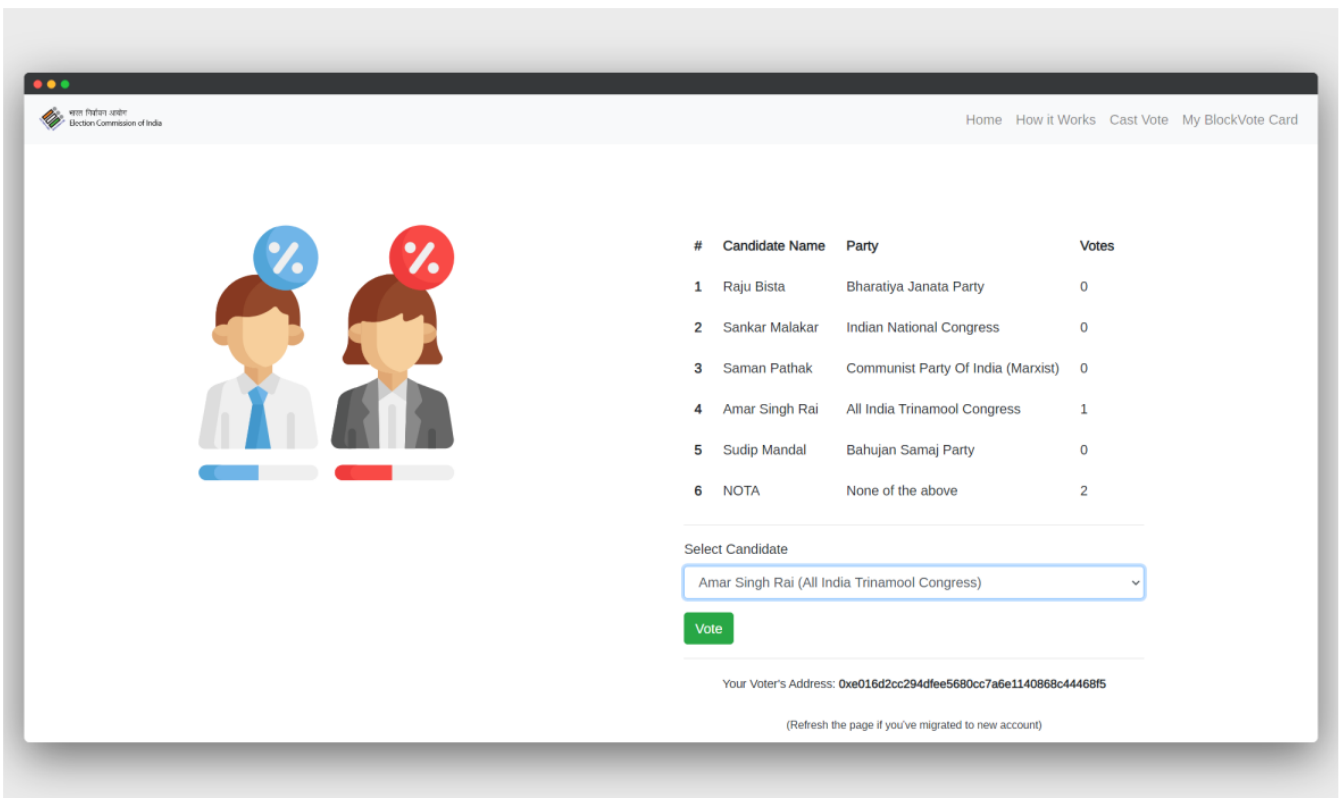 भारत निर्वाचन आयोग
Election Commission of India
Home How it Works Cast Vote My BlockVote Card
# Candidate Name Party Votes
1 Raju Bista Bharatiya Janata Party 0
2 Sankar Malakar Indian National Congress 0
3 Saman Pathak Communist Party Of India (Marxist) 0
4 Amar Singh Rai All India Trinamool Congress 1
5 Sudip Mandal Bahujan Samaj Party 0
6 NOTA None of the above 2
Select Candidate
Amar Singh Rai (All India Trinamool Congress)
Vote
Your Voter's Address: 0xe016d2cc294dfee5680cc7a6e1140868c44468f5
(Refresh the page if you've migrated to new account)